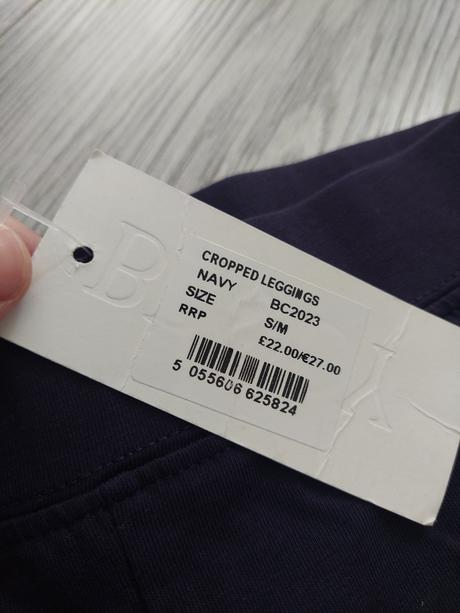 CROPPED LEGGINGS
NAVY BC2023
SIZE S/M
RRP £22.00/€27.00
5 055606 625824
B